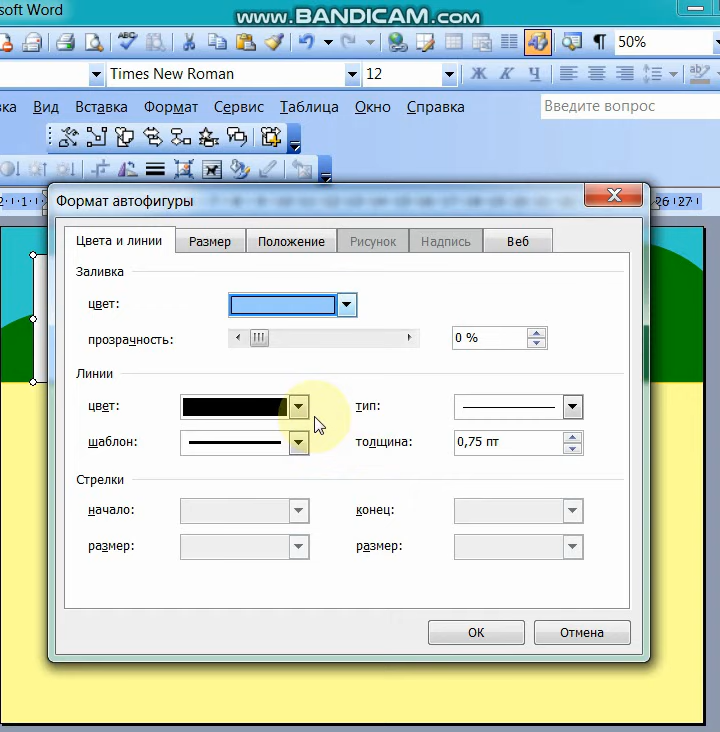 soft Word
www.BANDICAM.com
50%
Times New Roman
12
Ж К Ч
ка Вид Вставка Формат Сервис Таблица Окно Справка
Введите вопрос
Формат автофигуры
Цвета и линии Размер Положение Рисунок Надпись Веб
Заливка
цвет:
прозрачность:
0 %
Линии
цвет:
тип:
шаблон:
толщина:
0,75 пт
Стрелки
начало:
конец:
размер:
размер:
ОК
Отмена